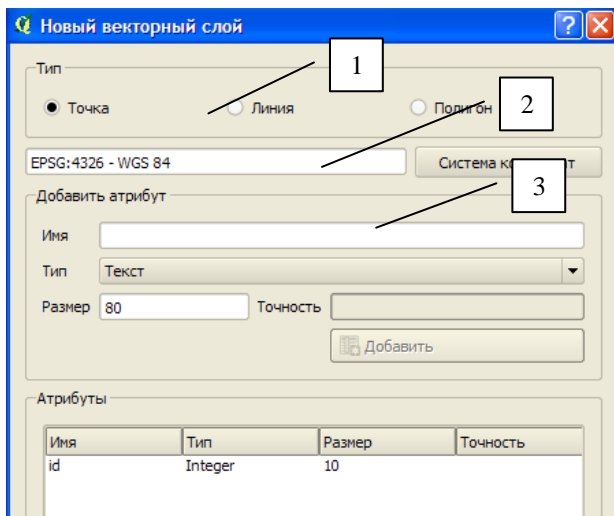 Новый векторный слой
Тип
1
Точка Линия Полигон
2
EPSG:4326 - WGS 84
Система
3
Добавить атрибут
Имя
Тип Текст
Размер 80 Точность
Добавить
Атрибуты
Имя Тип Размер Точность
id Integer 10